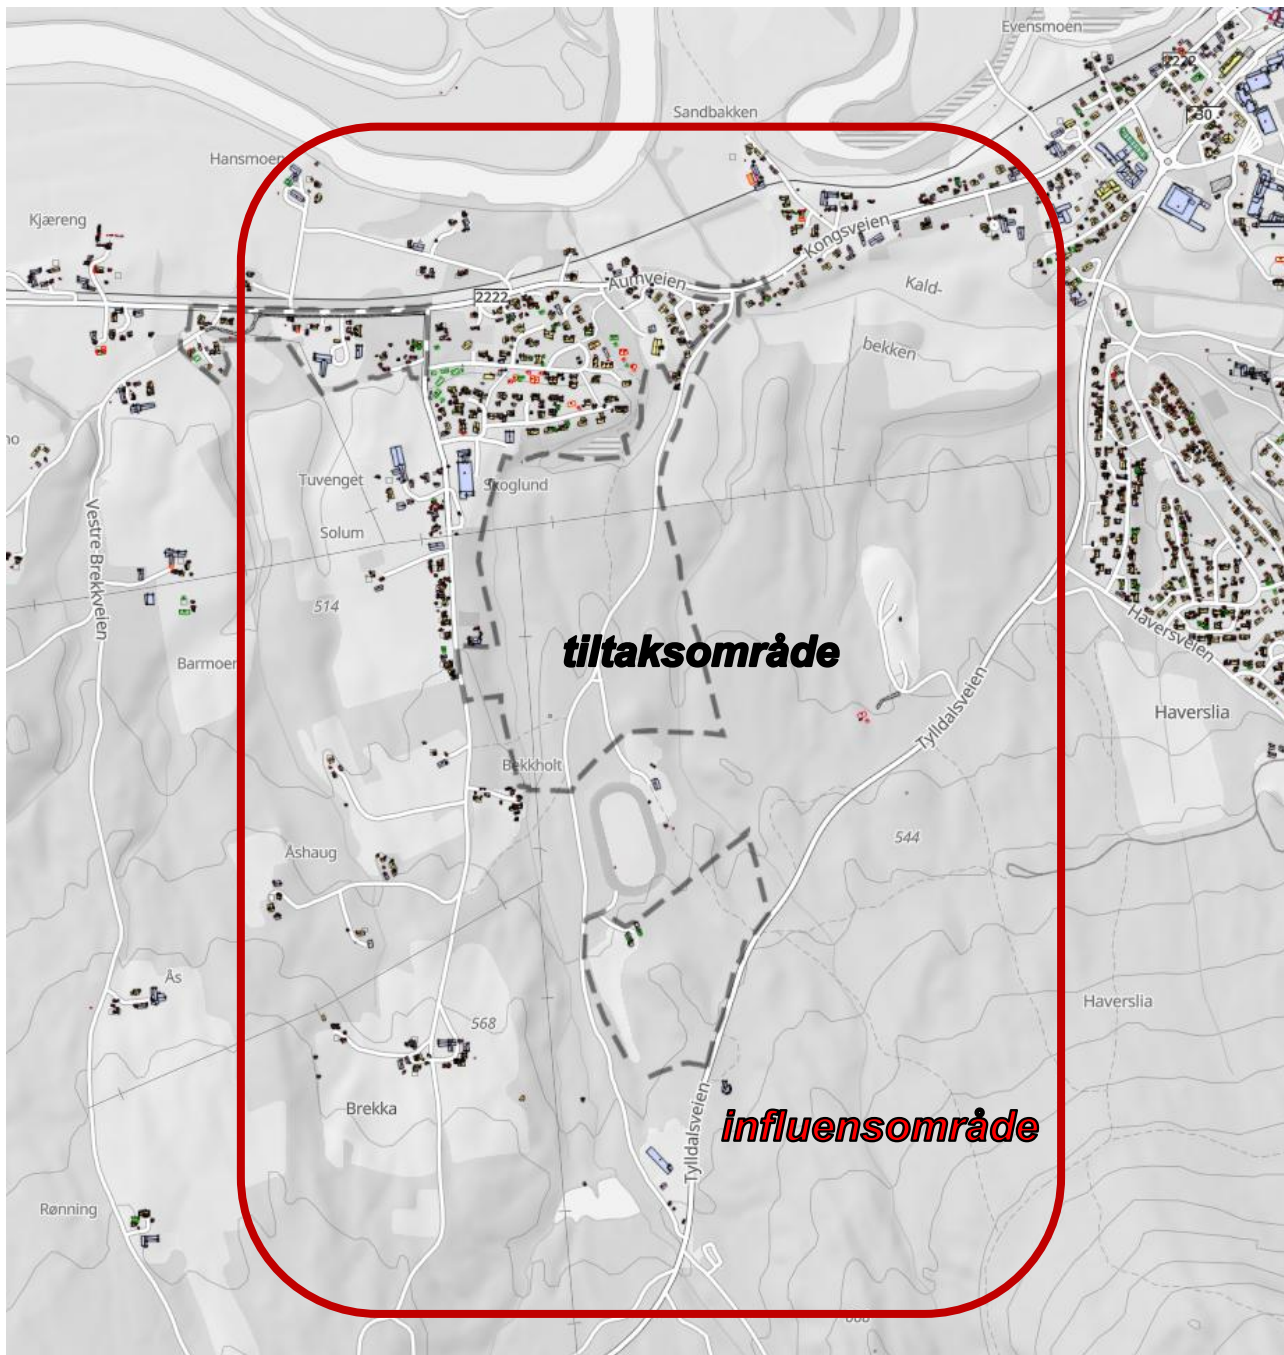 Evensmoen
2222
Sandbakken
30
Hansmoen
Kjæreng
Kongsveien
Aumveien
Kald-
2222
bekken
Tuvenget
Skoglund
Solum
Vestre Brekkveien
514
Haversveien
tiltaksområde
Barmoen
Tylldalsveien
Haverslia
Bekkholt
544
Åshaug
Ås
Haverslia
568
Brekka
influensområde
Tylldalsveien
Rønning